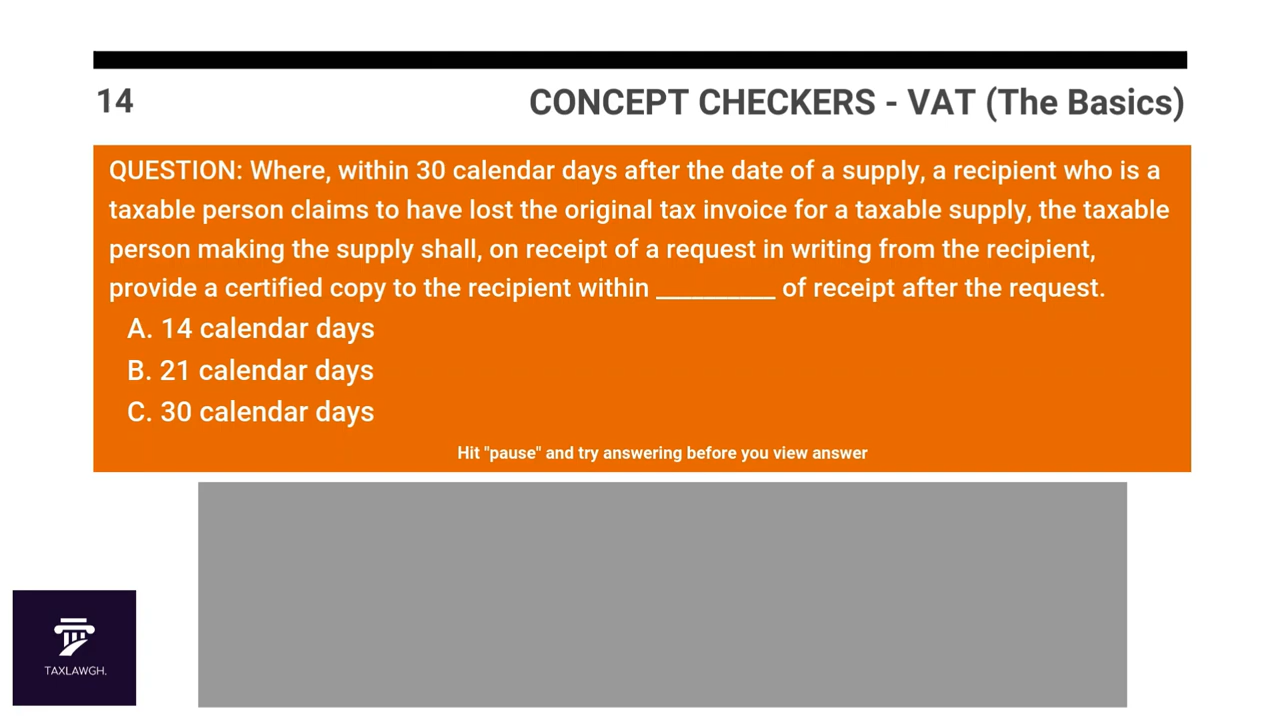 14
CONCEPT CHECKERS - VAT (The Basics)
QUESTION: Where, within 30 calendar days after the date of a supply, a recipient who is a
taxable person claims to have lost the original tax invoice for a taxable supply, the taxable
person making the supply shall, on receipt of a request in writing from the recipient,
provide a certified copy to the recipient within __________ of receipt after the request.
A. 14 calendar days
B. 21 calendar days
C. 30 calendar days
Hit "pause" and try answering before you view answer
TAXLAWGH.